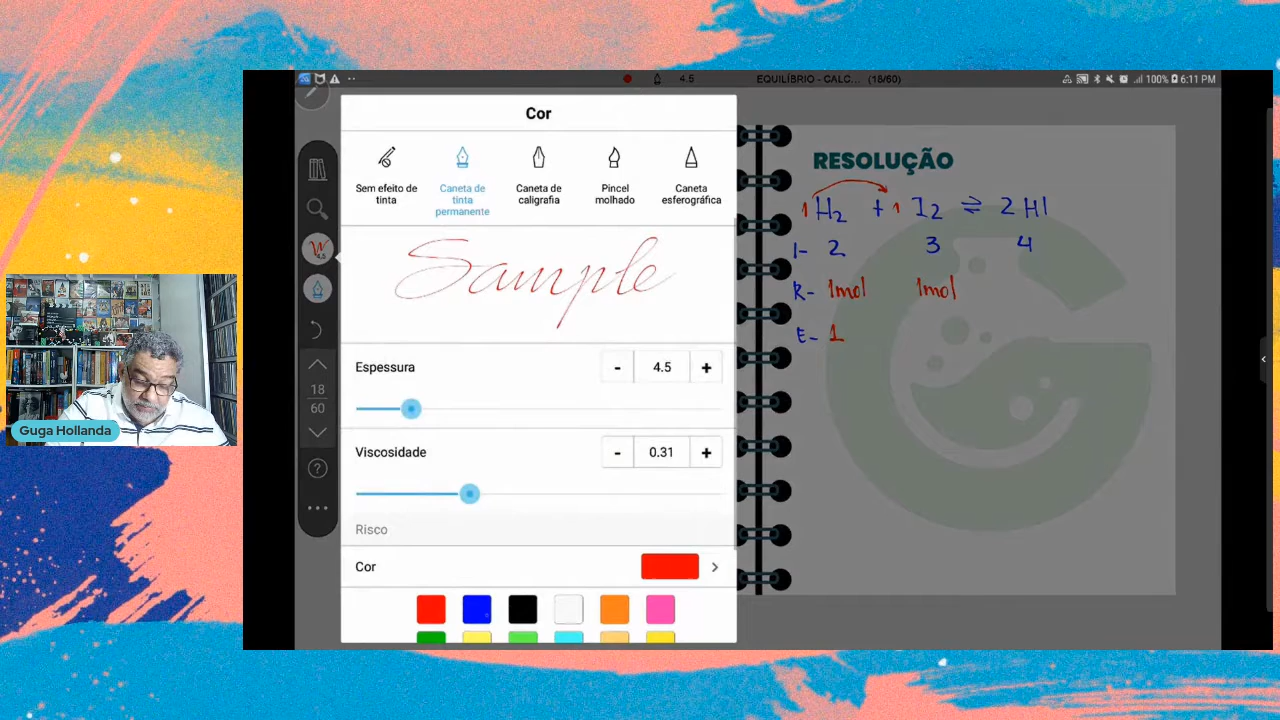 4.5
EQUILÍBRIO - CALC... (18/60)
100% 6:11 PM
Cor
Sem efeito de tinta
Caneta de tinta permanente
Caneta de caligrafia
Pincel molhado
Caneta esferográfica
Sample
Espessura
- 4.5 +
Viscosidade
- 0.31 +
Risco
Cor
4.5
18
60
?
RESOLUÇÃO
1 H2 + 1 I2 ⇌ 2 HI
I- 2 3 4
R- 1mol 1mol
E- 1
Guga Hollanda